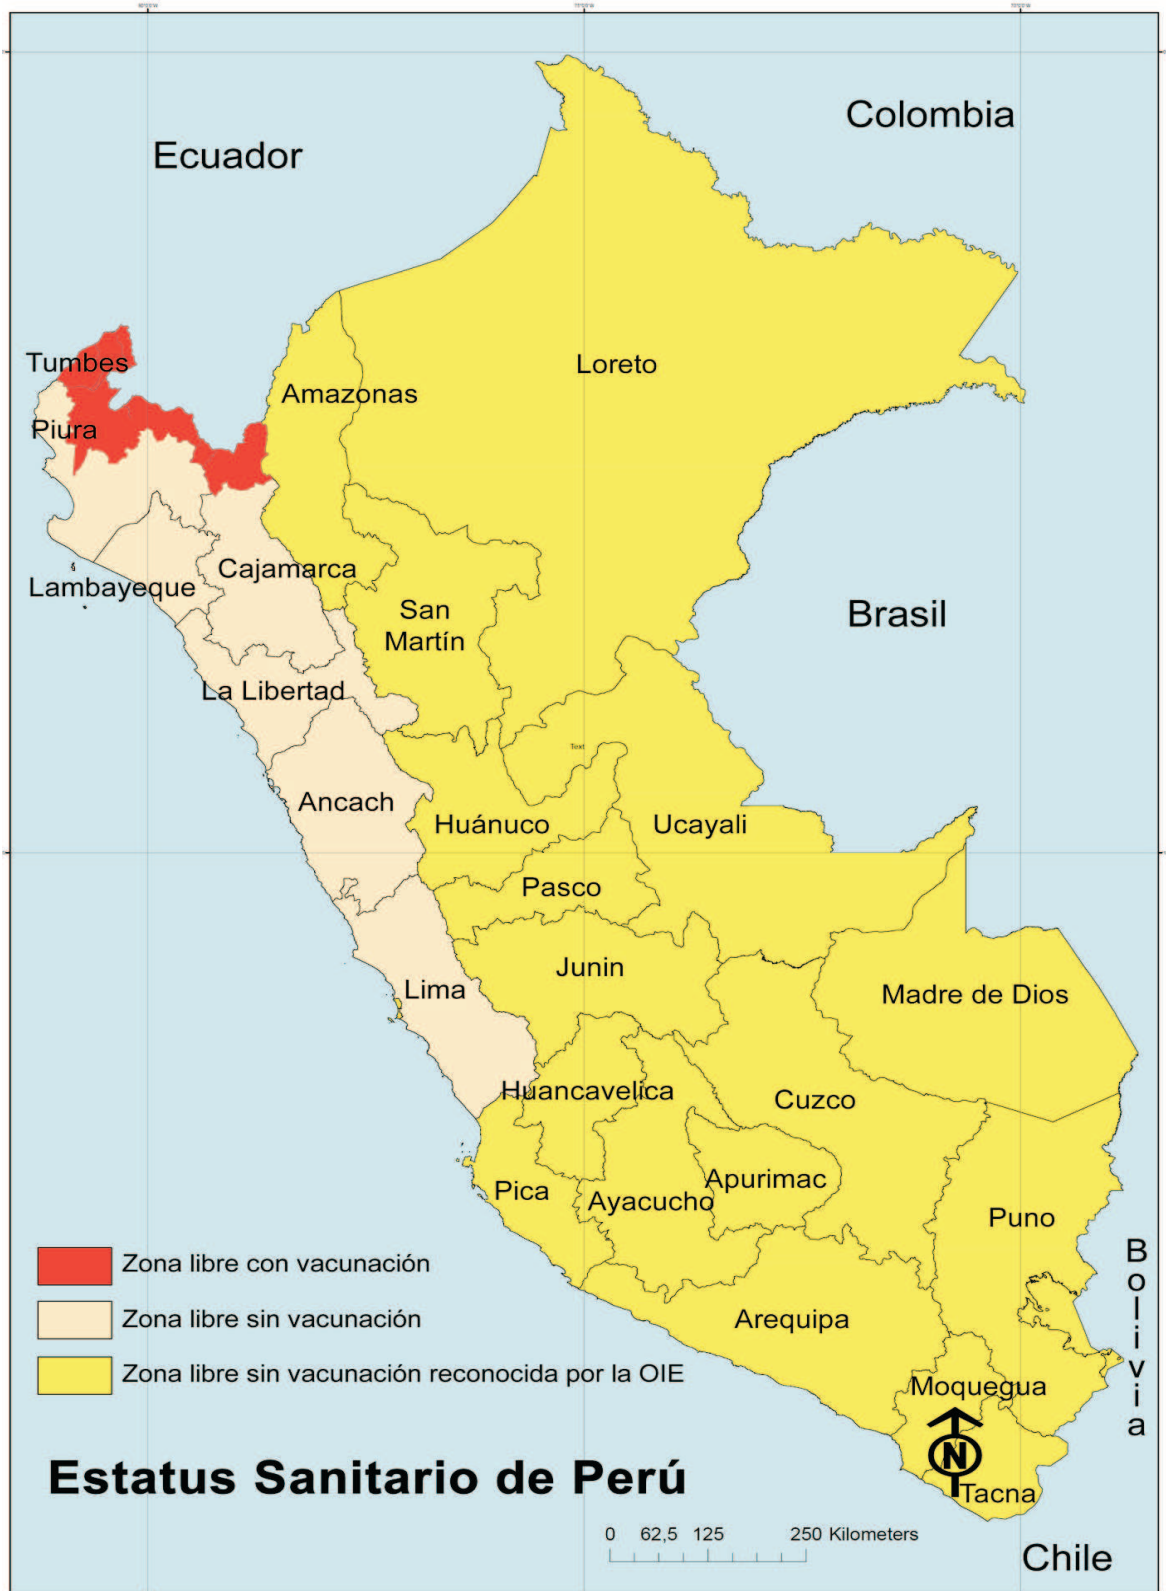 Colombia
Ecuador
Tumbes
Loreto
Amazonas
Piura
Cajamarca
Lambayeque
San
Martín
Brasil
La Libertad
Text
Ancach
Huánuco
Ucayali
Pasco
Junin
Lima
Madre de Dios
Huancavelica
Cuzco
Pica
Ayacucho
Apurimac
Puno
Bolivia
Zona libre con vacunación
Zona libre sin vacunación
Arequipa
Zona libre sin vacunación reconocida por la OIE
Moquegua
N
Estatus Sanitario de Perú
Tacna
0 62,5 125 250 Kilometers
Chile